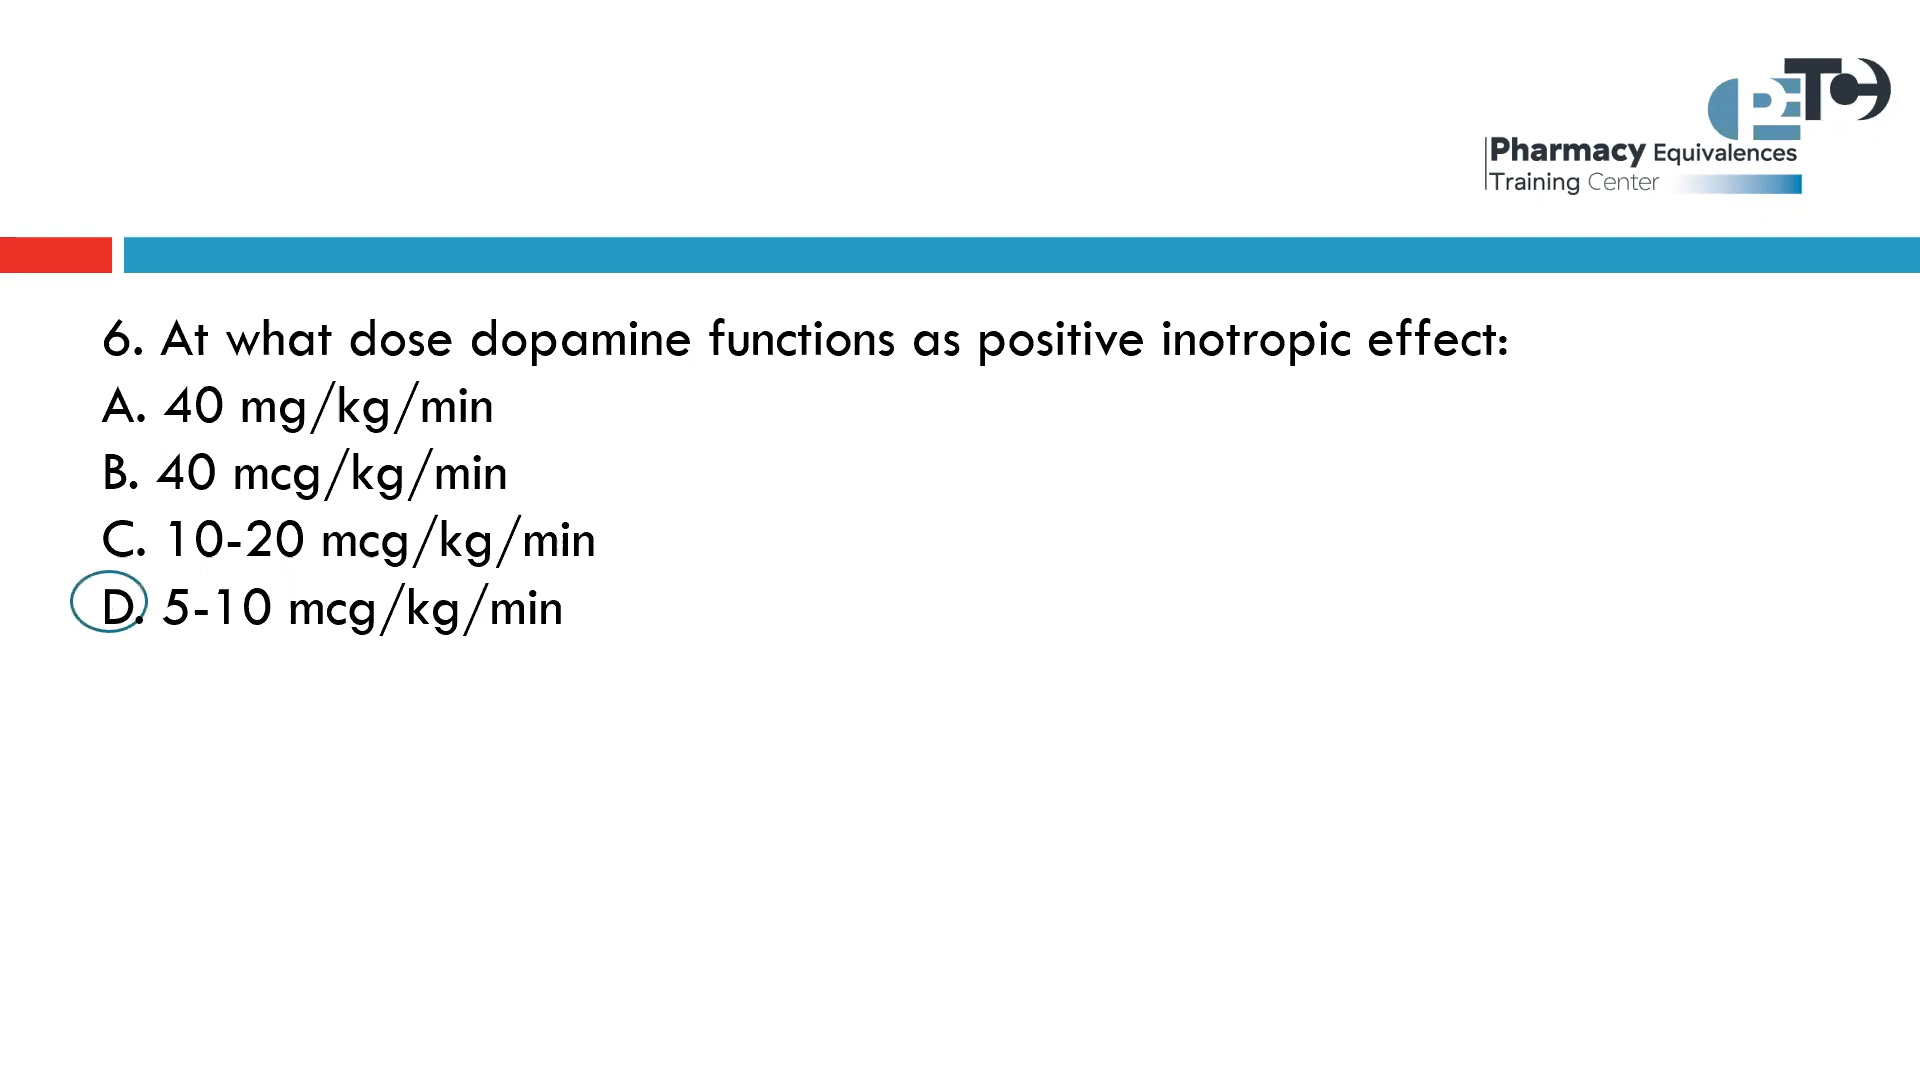 PETC
Pharmacy Equivalences
Training Center
6. At what dose dopamine functions as positive inotropic effect:
A. 40 mg/kg/min
B. 40 mcg/kg/min
C. 10-20 mcg/kg/min
D. 5-10 mcg/kg/min